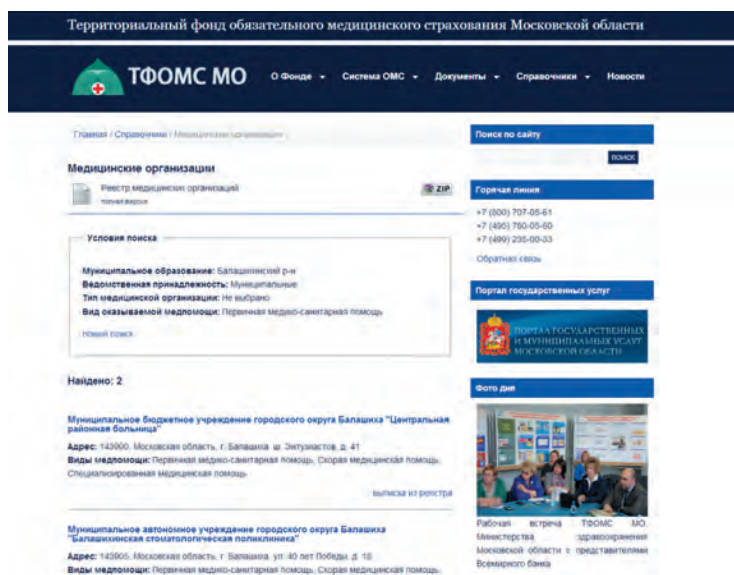 Территориальный фонд обязательного медицинского страхования Московской области
ТФОМС МО
О Фонде Система ОМС Документы Справочники Новости
Главная / Справочники / Медицинские организации
Медицинские организации
Реестр медицинских организаций
полная версия
ZIP
Условия поиска
Муниципальное образование: Балашихинский р-н
Ведомственная принадлежность: Муниципальные
Тип медицинской организации: Не выбрано
Вид оказываемой медпомощи: Первичная медико-санитарная помощь
Новый поиск
Найдено: 2
Муниципальное бюджетное учреждение городского округа Балашиха "Центральная
районная больница"
Адрес: 143900, Московская область, г. Балашиха, ш. Энтузиастов, д. 41
Виды медпомощи: Первичная медико-санитарная помощь, Скорая медицинская помощь,
Специализированная медицинская помощь
выписка из реестра
Муниципальное автономное учреждение городского округа Балашиха
"Балашихинская стоматологическая поликлиника"
Адрес: 143905, Московская область, г. Балашиха, ул. 40 лет Победы, д. 18
Виды медпомощи: Первичная медико-санитарная помощь, Скорая медицинская помощь,
Поиск по сайту
ПОИСК
Горячая линия
+7 (800) 707-05-61
+7 (495) 780-05-60
+7 (499) 235-00-33
Обратная связь
Портал государственных услуг
ПОРТАЛ ГОСУДАРСТВЕННЫХ
И МУНИЦИПАЛЬНЫХ УСЛУГ
МОСКОВСКОЙ ОБЛАСТИ
Фото дня
Рабочая встреча ТФОМС МО,
Министерства здравоохранения
Московской области с представителями
Всемирного банка